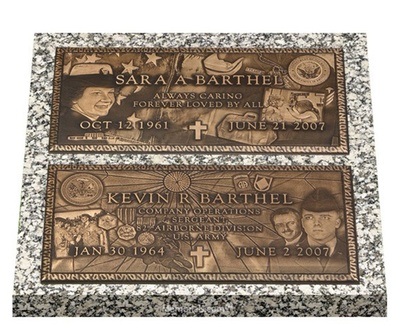 SARA A BARTHEL
ALWAYS CARING
FOREVER LOVED BY ALL
OCT 12 1961 JUNE 21 2007
KEVIN R BARTHEL
COMPANY OPERATIONS
SERGEANT
82 AIRBORNE DIVISION
U.S. ARMY
JAN 30 1964 JUNE 2 2007